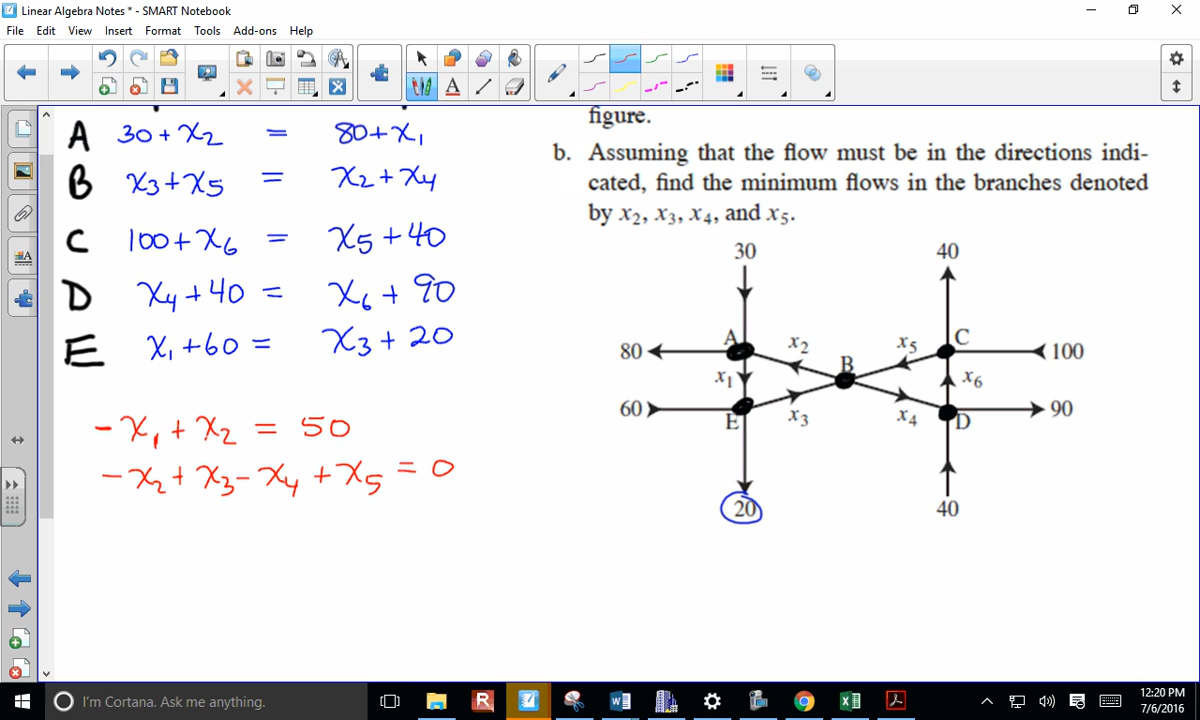 Linear Algebra Notes * - SMART Notebook
File Edit View Insert Format Tools Add-ons Help
A 30 + x₂ = 80 + x₁
B x₃ + x₅ = x₂ + x₄
C 100 + x₆ = x₅ + 40
D x₄ + 40 = x₆ + 90
E x₁ + 60 = x₃ + 20
- x₁ + x₂ = 50
- x₂ + x₃ - x₄ + x₅ = 0
figure.
b. Assuming that the flow must be in the directions indi-
cated, find the minimum flows in the branches denoted
by x₂, x₃, x₄, and x₅.
30 40
A x₂ x₅ C
80 B 100
x₁ x₆
60 E x₃ x₄ D 90
20 40
I'm Cortana. Ask me anything.
12:20 PM
7/6/2016